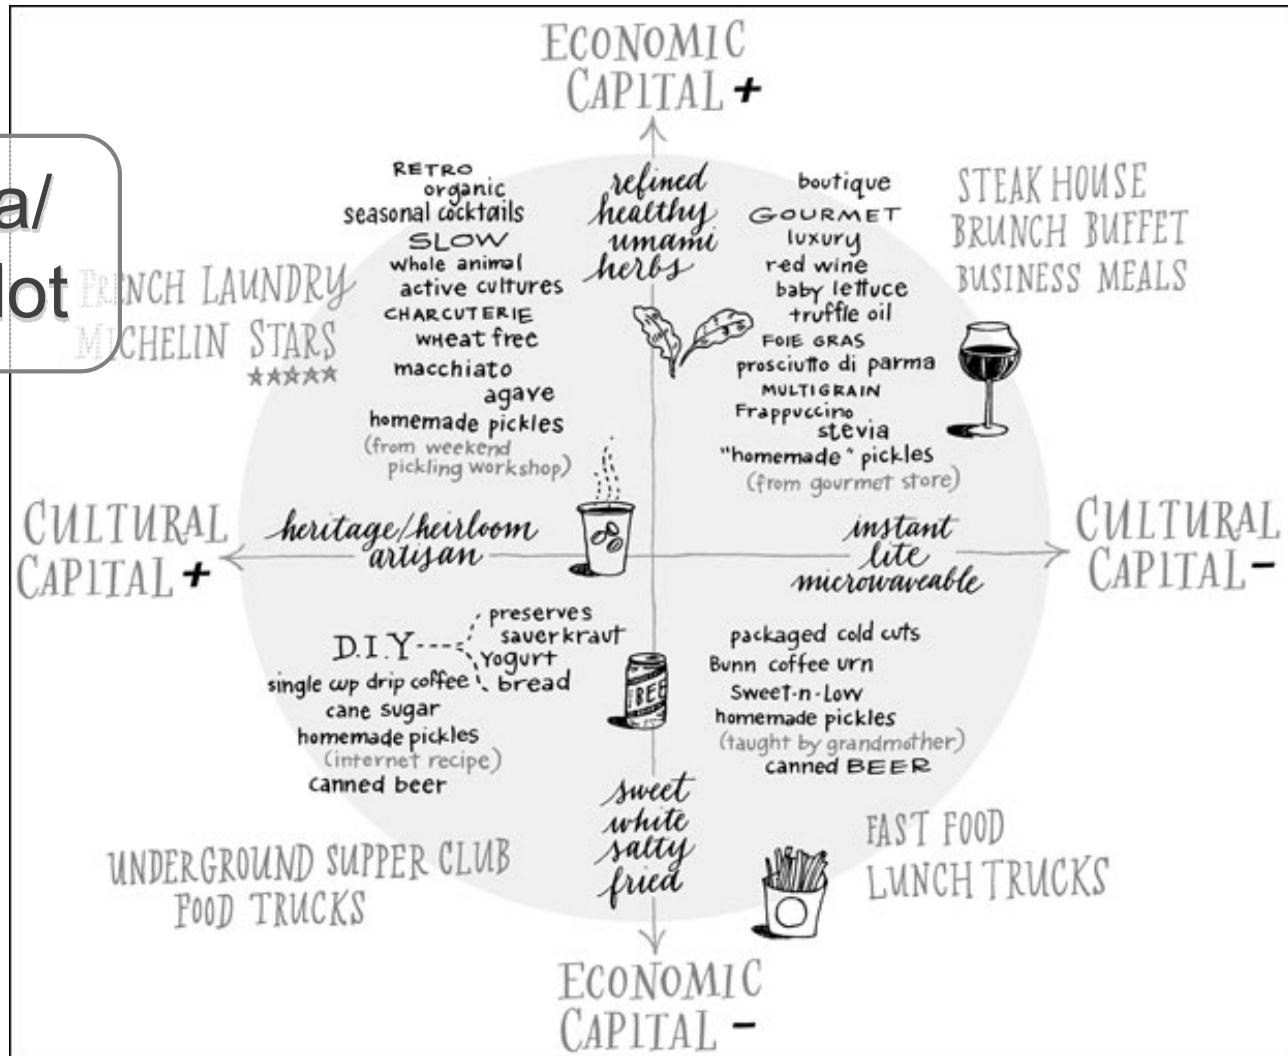 ECONOMIC
CAPITAL +
a/
lot
FRENCH LAUNDRY
MICHELIN STARS
RETRO
organic
seasonal cocktails
SLOW
whole animal
active cultures
CHARCUTERIE
wheat free
macchiato
agave
homemade pickles
(from weekend
pickling workshop)
refined
healthy
umami
herbs
boutique
GOURMET
luxury
red wine
baby lettuce
truffle oil
FOIE GRAS
prosciutto di parma
MULTIGRAIN
Frappuccino
stevia
"homemade" pickles
(from gourmet store)
STEAK HOUSE
BRUNCH BUFFET
BUSINESS MEALS
CULTURAL
CAPITAL +
heritage/heirloom
artisan
instant
lite
microwaveable
CULTURAL
CAPITAL -
D.I.Y
preserves
sauerkraut
Yogurt
bread
single cup drip coffee
cane sugar
homemade pickles
(internet recipe)
canned beer
BEE
packaged cold cuts
Bunn coffee urn
Sweet-n-Low
homemade pickles
(taught by grandmother)
canned BEER
sweet
white
salty
fried
UNDERGROUND SUPPER CLUB
FOOD TRUCKS
FAST FOOD
LUNCH TRUCKS
ECONOMIC
CAPITAL -